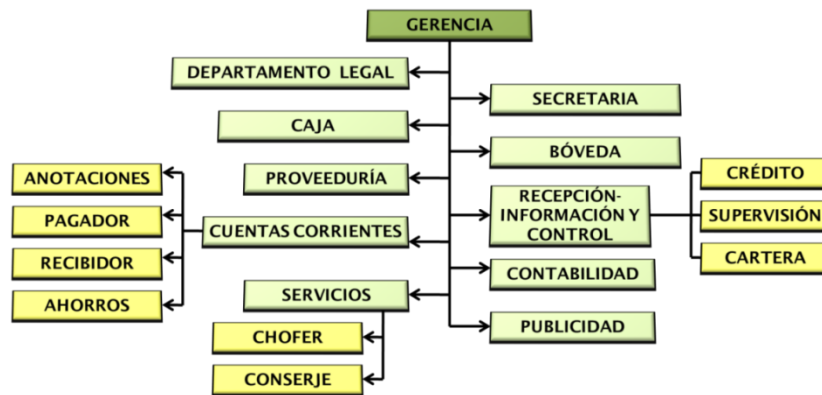 GERENCIA
DEPARTAMENTO LEGAL
SECRETARIA
CAJA
BÓVEDA
PROVEEDURÍA
RECEPCIÓN-
INFORMACIÓN Y
CONTROL
CRÉDITO
SUPERVISIÓN
CARTERA
CUENTAS CORRIENTES
ANOTACIONES
PAGADOR
RECIBIDOR
AHORROS
CONTABILIDAD
SERVICIOS
PUBLICIDAD
CHOFER
CONSERJE